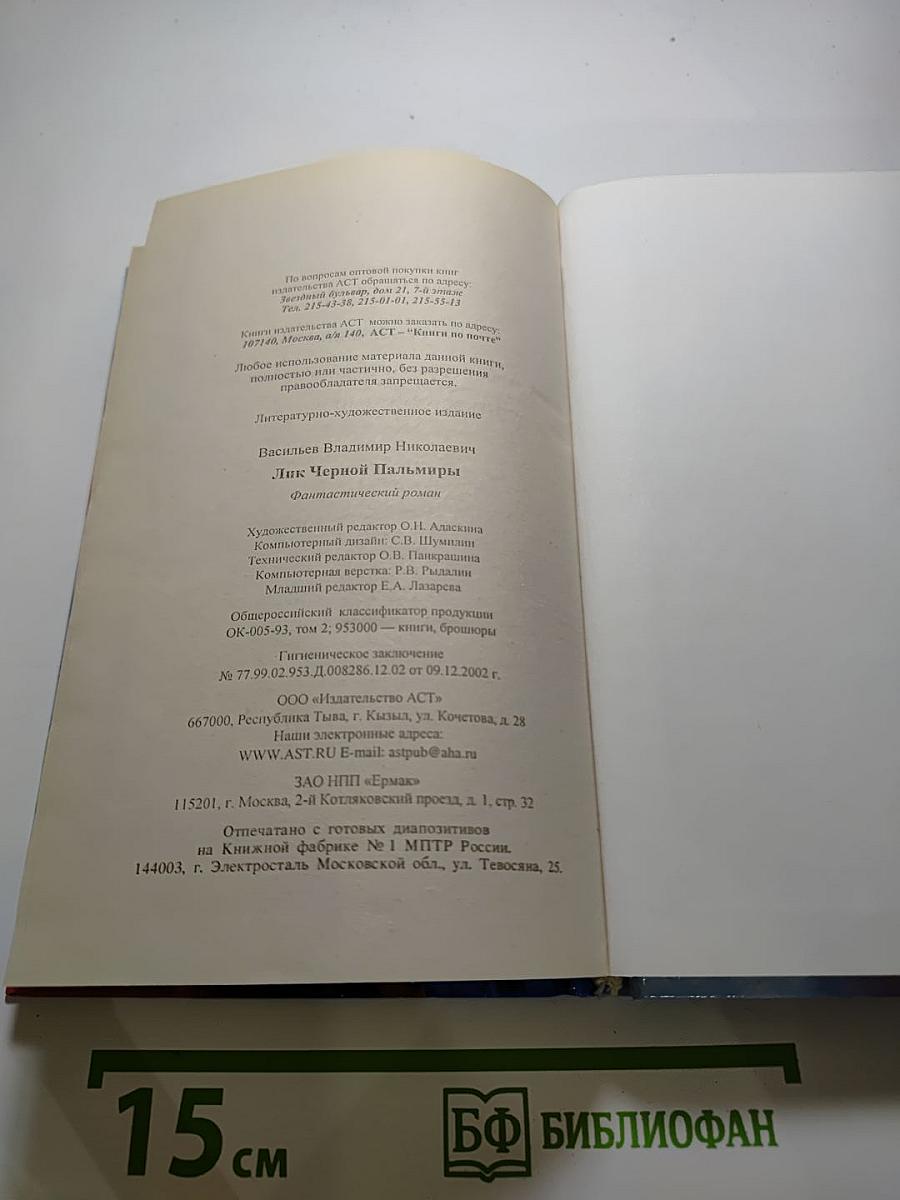 По вопросам оптовой покупки книг
издательства АСТ обращаться по адресу:
Звездный бульвар, дом 21, 7-й этаж
Тел. 215-43-38, 215-01-01, 215-55-13
Книги издательства АСТ можно заказать по адресу:
107140, Москва, а/я 140, АСТ – "Книги по почте"
Любое использование материала данной книги,
полностью или частично, без разрешения
правообладателя запрещается.
Литературно-художественное издание
Васильев Владимир Николаевич
Лик Черной Пальмиры
Фантастический роман
Художественный редактор О.Н. Адаскина
Компьютерный дизайн: С.В. Шумилин
Технический редактор О.В. Панкрашина
Компьютерная верстка: Р.В. Рыдалин
Младший редактор Е.А. Лазарева
Общероссийский классификатор продукции
ОК-005-93, том 2; 953000 — книги, брошюры
Гигиеническое заключение
№ 77.99.02.953.Д.008286.12.02 от 09.12.2002 г.
ООО «Издательство АСТ»
667000, Республика Тыва, г. Кызыл, ул. Кочетова, д. 28
Наши электронные адреса:
WWW.AST.RU E-mail: astpub@aha.ru
ЗАО НПП «Ермак»
115201, г. Москва, 2-й Котляковский проезд, д. 1, стр. 32
Отпечатано с готовых диапозитивов
на Книжной фабрике № 1 МПТР России.
144003, г. Электросталь Московской обл., ул. Тевосяна, 25.
15 см
БФ БИБЛИОФАН